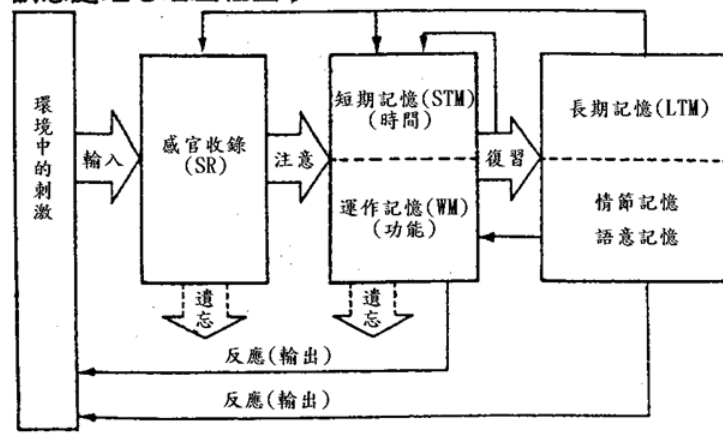 環境中的刺激
輸入
感官收錄
(SR)
注意
短期記憶(STM)
(時間)
運作記憶(WM)
(功能)
復習
長期記憶(LTM)
情節記憶
語意記憶
遺忘
遺忘
反應(輸出)
反應(輸出)